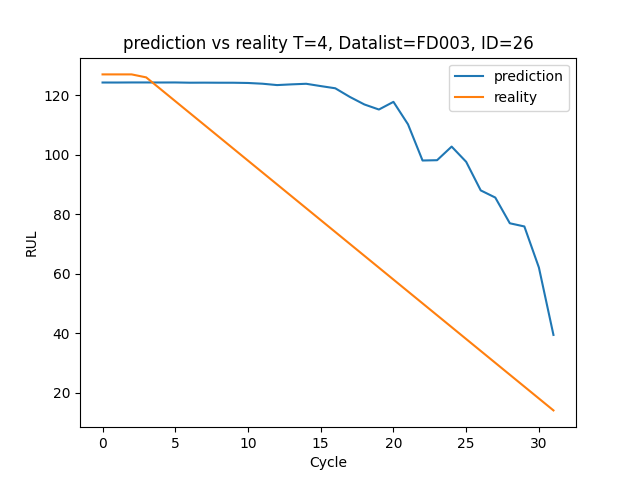 prediction vs reality T=4, Datalist=FD003, ID=26
prediction
reality
120
100
80
60
40
20
RUL
0 5 10 15 20 25 30
Cycle